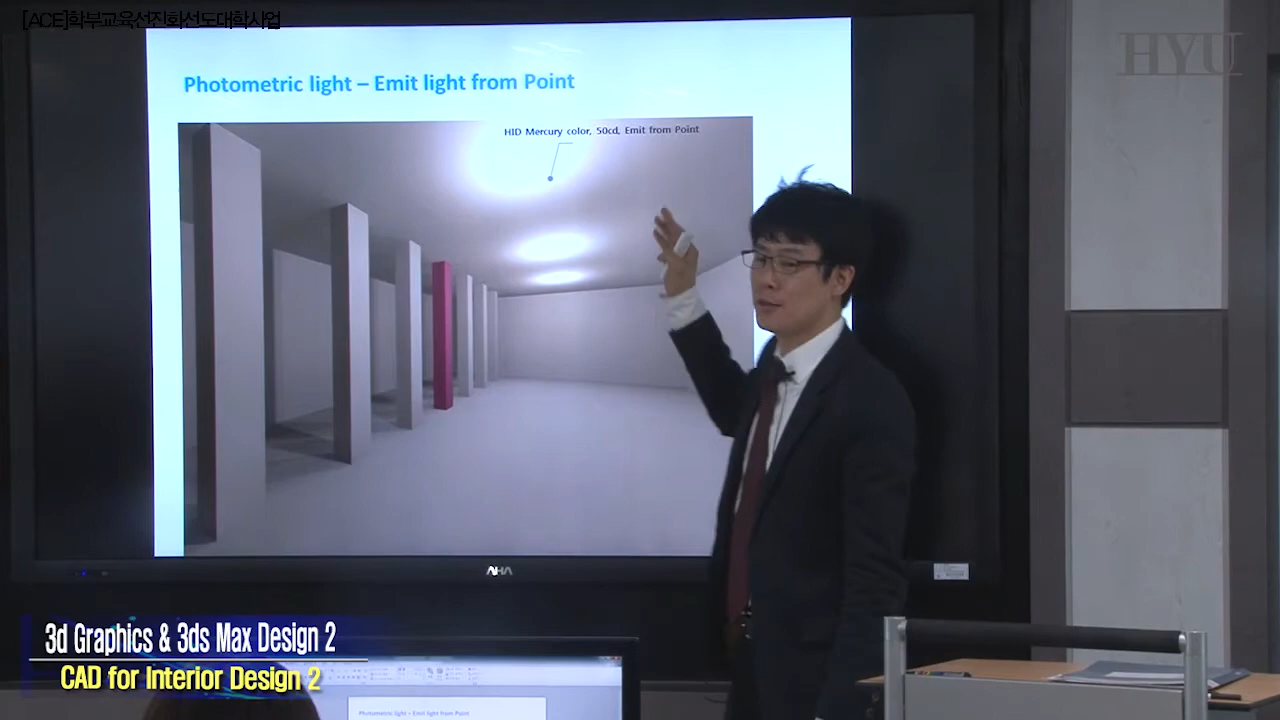 [ACE]학부교육선진화선도대학사업
HYU
Photometric light – Emit light from Point
HID Mercury color, 50cd, Emit from Point
AHA
3d Graphics & 3ds Max Design 2
CAD for Interior Design 2
Photometric light – Emit light from Point